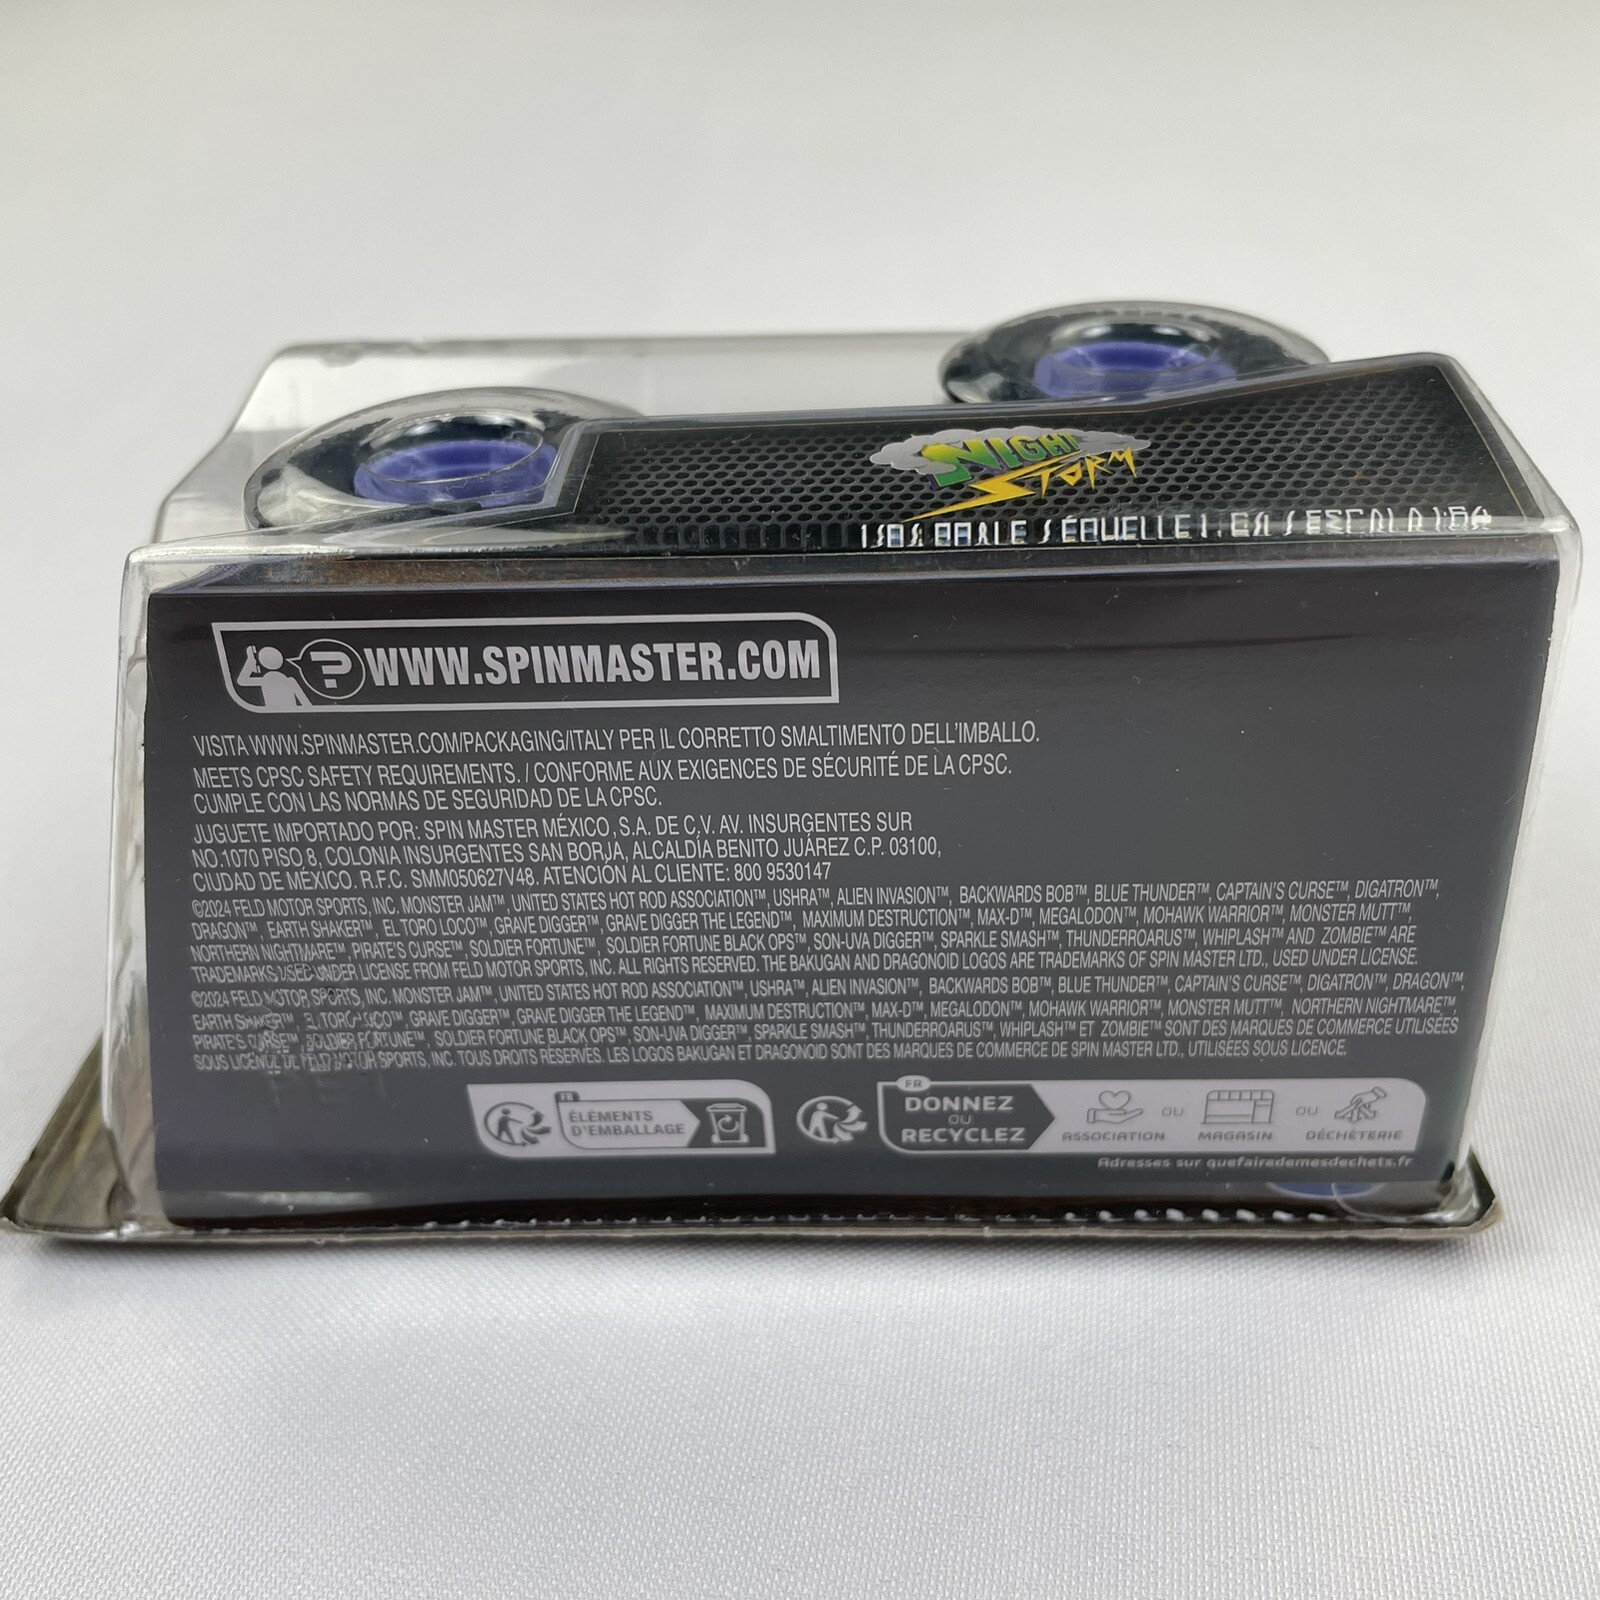 NIGHT
STORM
WWW.SPINMASTER.COM
VISITA WWW.SPINMASTER.COM/PACKAGING/ITALY PER IL CORRETTO SMALTIMENTO DELL'IMBALLO.
MEETS CPSC SAFETY REQUIREMENTS. / CONFORME AUX EXIGENCES DE SÉCURITÉ DE LA CPSC.
CUMPLE CON LAS NORMAS DE SEGURIDAD DE LA CPSC.
JUGUETE IMPORTADO POR: SPIN MASTER MÉXICO, S.A. DE C.V. AV. INSURGENTES SUR
NO.1070 PISO 8, COLONIA INSURGENTES SAN BORJA, ALCALDÍA BENITO JUÁREZ C.P. 03100,
CIUDAD DE MÉXICO. R.F.C. SMM050627V48. ATENCIÓN AL CLIENTE: 800 9530147
©2024 FELD MOTOR SPORTS, INC. MONSTER JAM™, UNITED STATES HOT ROD ASSOCIATION™, USHRA™, ALIEN INVASION™, BACKWARDS BOB™, BLUE THUNDER™, CAPTAIN'S CURSE™, DIGATRON™,
DRAGON™, EARTH SHAKER™, EL TORO LOCO™, GRAVE DIGGER™, GRAVE DIGGER THE LEGEND™, MAXIMUM DESTRUCTION™, MAX-D™, MEGALODON™, MOHAWK WARRIOR™, MONSTER MUTT™,
NORTHERN NIGHTMARE™, PIRATE'S CURSE™, SOLDIER FORTUNE™, SOLDIER FORTUNE BLACK OPS™, SON-UVA DIGGER™, SPARKLE SMASH™, THUNDERROARUS™, WHIPLASH™ AND ZOMBIE™ ARE
TRADEMARKS USED UNDER LICENSE FROM FELD MOTOR SPORTS, INC. ALL RIGHTS RESERVED. THE BAKUGAN AND DRAGONOID LOGOS ARE TRADEMARKS OF SPIN MASTER LTD., USED UNDER LICENSE.
©2024 FELD MOTOR SPORTS, INC. MONSTER JAM™, UNITED STATES HOT ROD ASSOCIATION™, USHRA™, ALIEN INVASION™, BACKWARDS BOB™, BLUE THUNDER™, CAPTAIN'S CURSE™, DIGATRON™, DRAGON™,
EARTH SHAKER™, EL TORO LOCO™, GRAVE DIGGER™, GRAVE DIGGER THE LEGEND™, MAXIMUM DESTRUCTION™, MAX-D™, MEGALODON™, MOHAWK WARRIOR™, MONSTER MUTT™, NORTHERN NIGHTMARE™,
PIRATE'S CURSE™, SOLDIER FORTUNE™, SOLDIER FORTUNE BLACK OPS™, SON-UVA DIGGER™, SPARKLE SMASH™, THUNDERROARUS™, WHIPLASH™ ET ZOMBIE™ SONT DES MARQUES DE COMMERCE UTILISÉES
SOUS LICENCE DE FELD MOTOR SPORTS, INC. TOUS DROITS RÉSERVÉS. LES LOGOS BAKUGAN ET DRAGONOID SONT DES MARQUES DE COMMERCE DE SPIN MASTER LTD., UTILISÉES SOUS LICENCE.
FR
ÉLÉMENTS
D'EMBALLAGE
FR
DONNEZ
OU
RECYCLEZ
ASSOCIATION OU MAGASIN OU DÉCHÈTERIE
Adresses sur quefairedemesdechets.fr